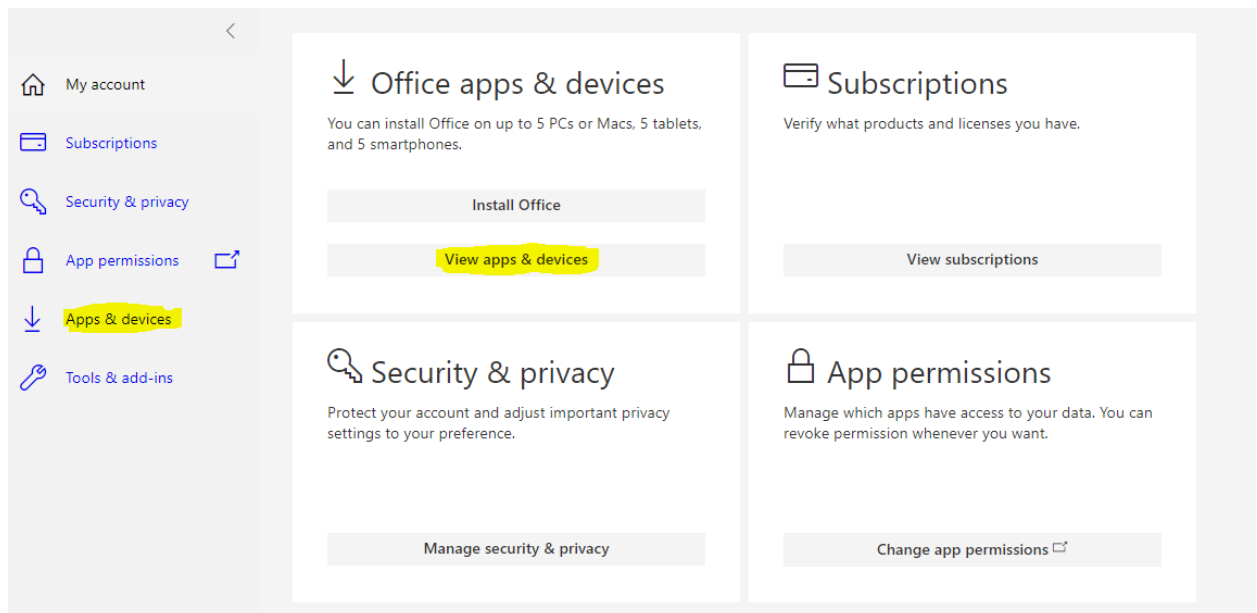 My account
Subscriptions
Security & privacy
App permissions
Apps & devices
Tools & add-ins
Office apps & devices
You can install Office on up to 5 PCs or Macs, 5 tablets,
and 5 smartphones.
Install Office
View apps & devices
Subscriptions
Verify what products and licenses you have.
View subscriptions
Security & privacy
Protect your account and adjust important privacy
settings to your preference.
Manage security & privacy
App permissions
Manage which apps have access to your data. You can
revoke permission whenever you want.
Change app permissions